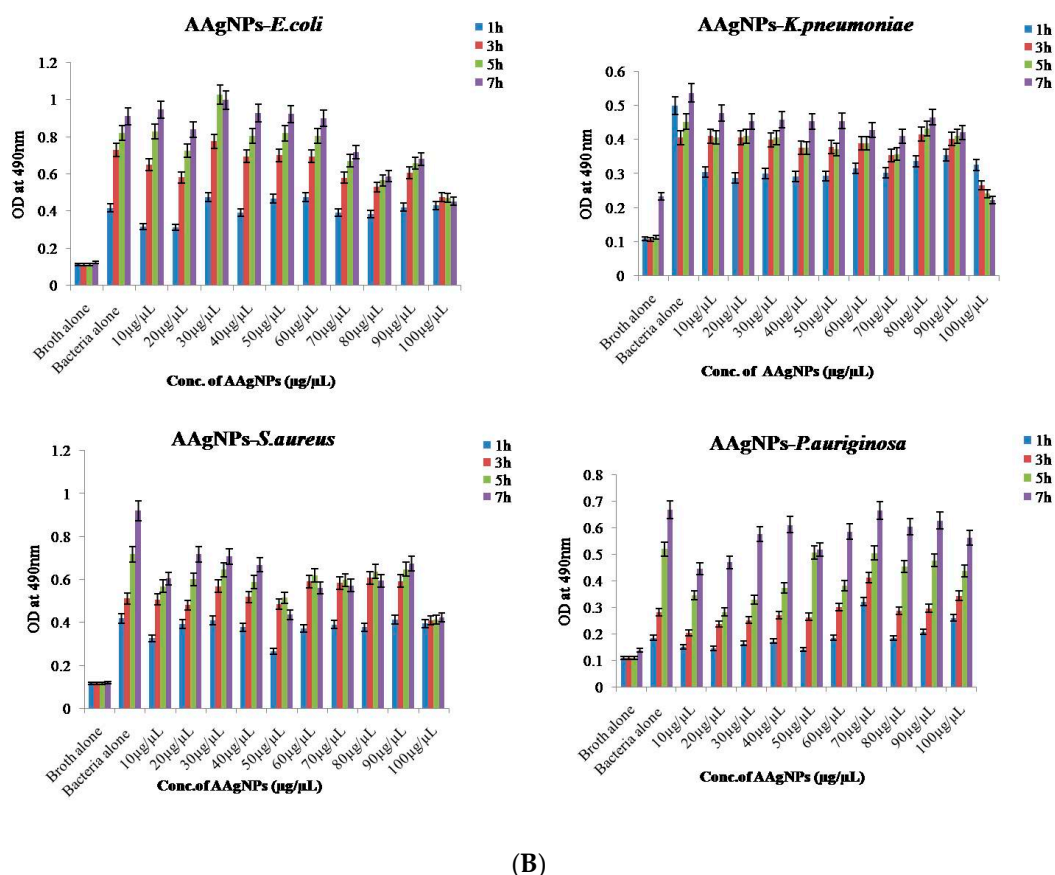 AAgNPs-E.coli
1h
3h
5h
7h
OD at 490nm
1.2
1
0.8
0.6
0.4
0.2
0
Broth alone
Bacteria alone
10µg/µL
20µg/µL
30µg/µL
40µg/µL
50µg/µL
60µg/µL
70µg/µL
80µg/µL
90µg/µL
100µg/µL
Conc. of AAgNPs (µg/µL)
AAgNPs-K.pneumoniae
1h
3h
5h
7h
OD at 490nm
0.6
0.5
0.4
0.3
0.2
0.1
0
Broth alone
Bacteria alone
10µg/µL
20µg/µL
30µg/µL
40µg/µL
50µg/µL
60µg/µL
70µg/µL
80µg/µL
90µg/µL
100µg/µL
Conc. of AAgNPs (µg/µL)
AAgNPs-S.aureus
1h
3h
5h
7h
OD at 490nm
1.2
1
0.8
0.6
0.4
0.2
0
Broth alone
Bacteria alone
10µg/µL
20µg/µL
30µg/µL
40µg/µL
50µg/µL
60µg/µL
70µg/µL
80µg/µL
90µg/µL
100µg/µL
Conc.of AAgNPs (µg/µL)
AAgNPs-P.auriginosa
1h
3h
5h
7h
OD at 490nm
0.8
0.7
0.6
0.5
0.4
0.3
0.2
0.1
0
Broth alone
Bacteria alone
10µg/µL
20µg/µL
30µg/µL
40µg/µL
50µg/µL
60µg/µL
70µg/µL
80µg/µL
90µg/µL
100µg/µL
Conc.of AAgNPs (µg/µL)
(B)